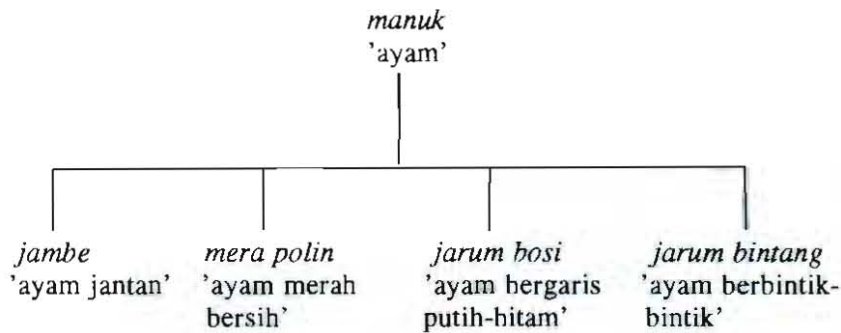 manuk
'ayam'
jambe mera polin jarum bosi jarum bintang
'ayam jantan' 'ayam merah 'ayam hergaris 'ayam berbintik-
bersih' putih-hitam' bintik'